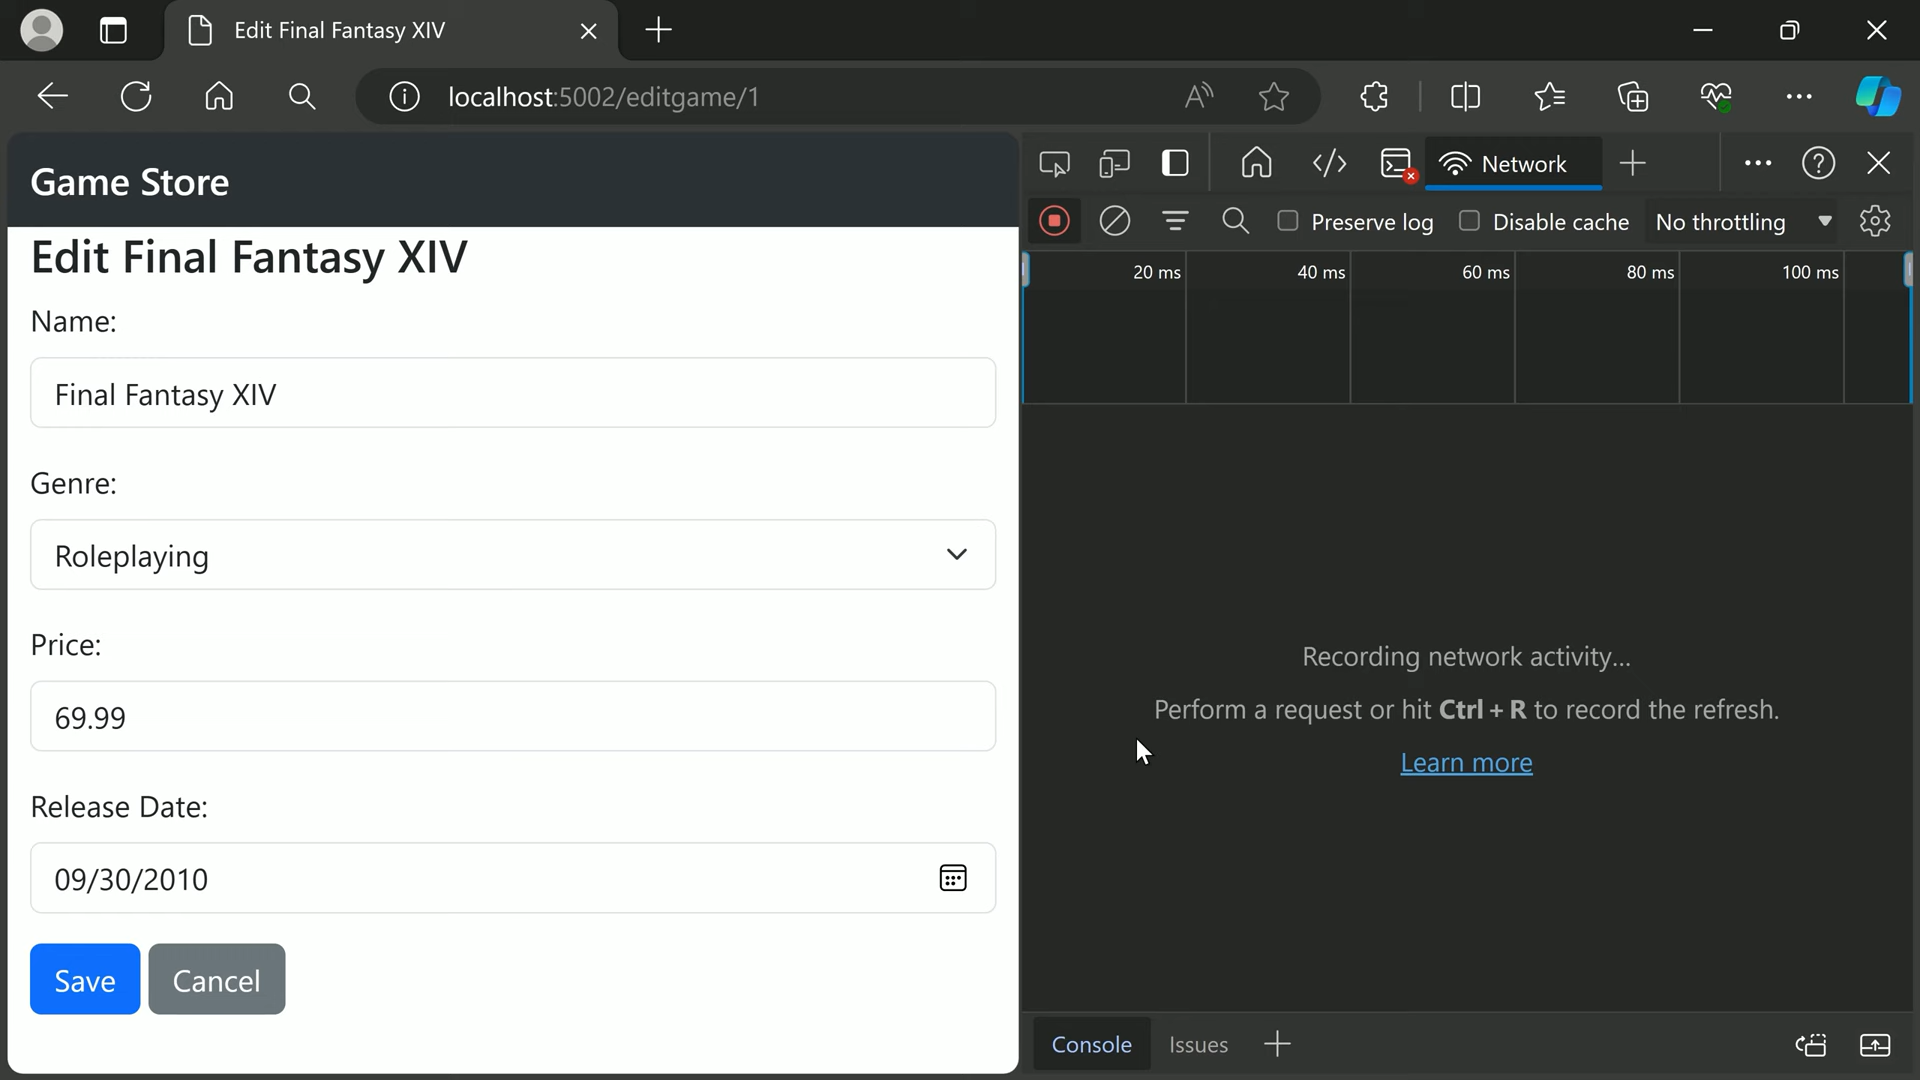 Edit Final Fantasy XIV
localhost:5002/editgame/1
Game Store
Edit Final Fantasy XIV
Name:
Final Fantasy XIV
Genre:
Roleplaying
Price:
69.99
Release Date:
09/30/2010
Save Cancel
Network
Preserve log Disable cache No throttling
20 ms 40 ms 60 ms 80 ms 100 ms
Recording network activity...
Perform a request or hit Ctrl + R to record the refresh.
Learn more
Console Issues